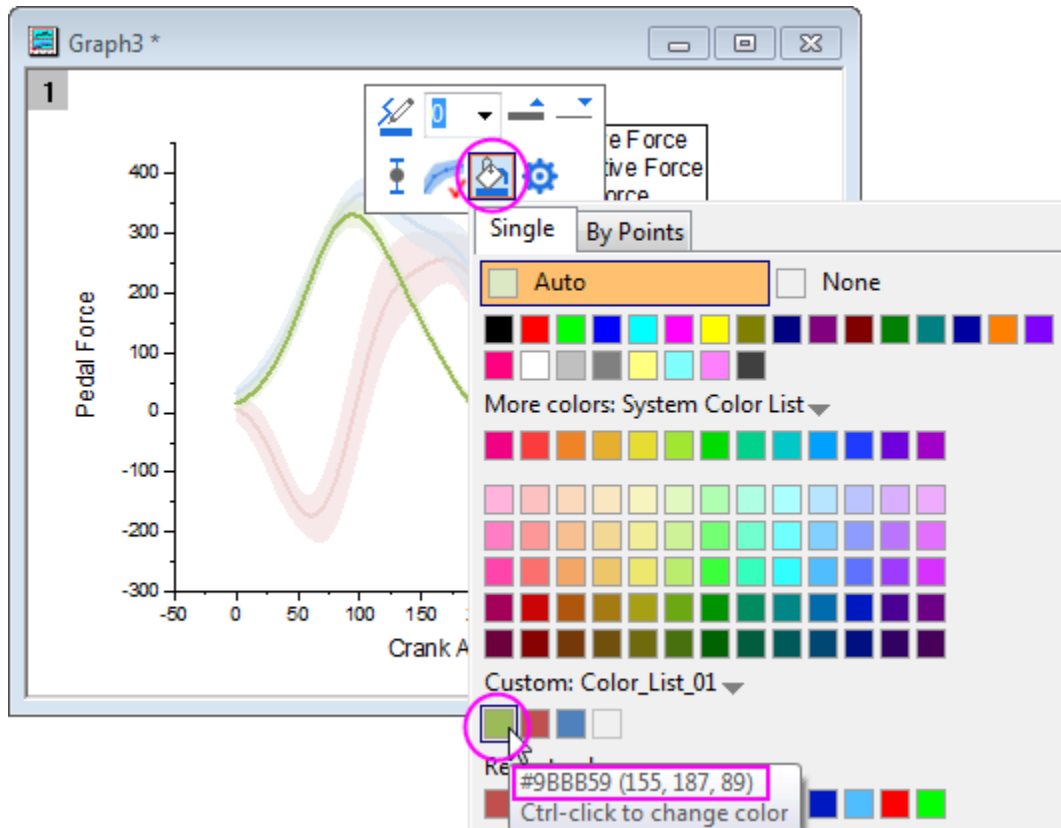 Graph3 *
1
0
e Force
tive Force
orce
400
300
200
100
0
-100
-200
-300
-50 0 50 100 150
Pedal Force
Crank A
Single By Points
Auto None
More colors: System Color List
Custom: Color_List_01
#9BBB59 (155, 187, 89)
Ctrl-click to change color